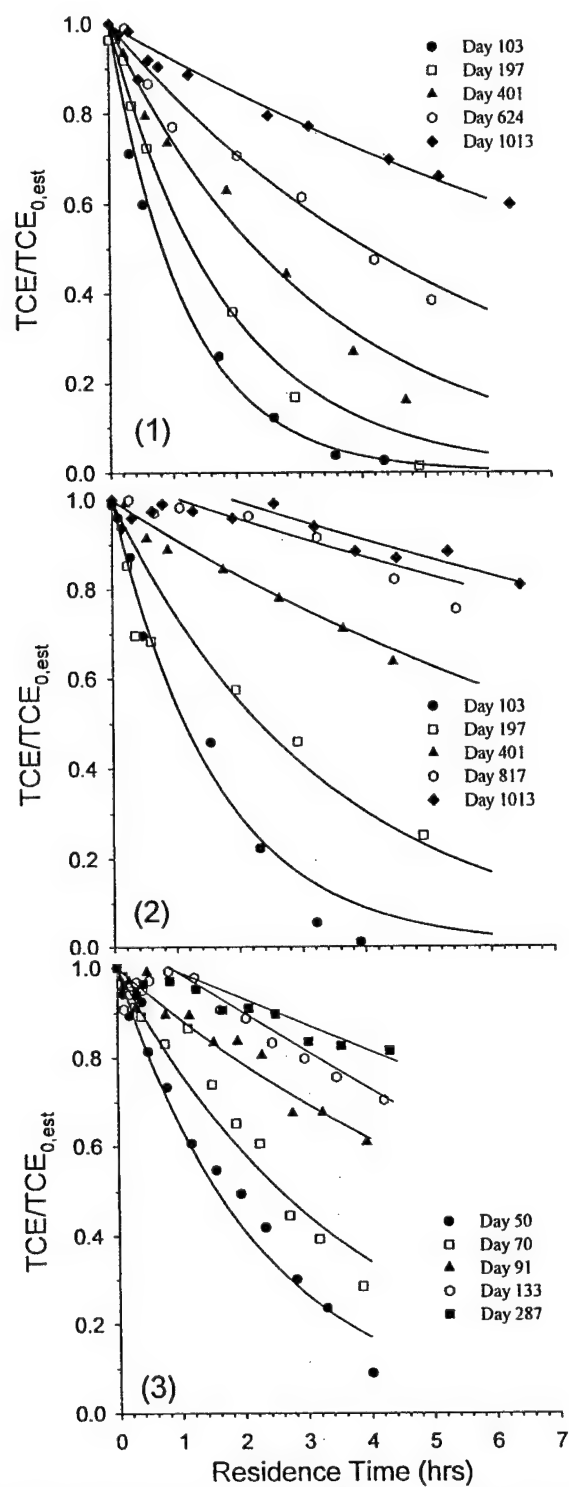 1.0
0.8
0.6
0.4
0.2
0.0
TCE/TCE0,est
(1)
Day 103
Day 197
Day 401
Day 624
Day 1013
1.0
0.8
0.6
0.4
0.2
0.0
TCE/TCE0,est
(2)
Day 103
Day 197
Day 401
Day 817
Day 1013
1.0
0.8
0.6
0.4
0.2
0.0
TCE/TCE0,est
(3)
Day 50
Day 70
Day 91
Day 133
Day 287
0 1 2 3 4 5 6 7
Residence Time (hrs)